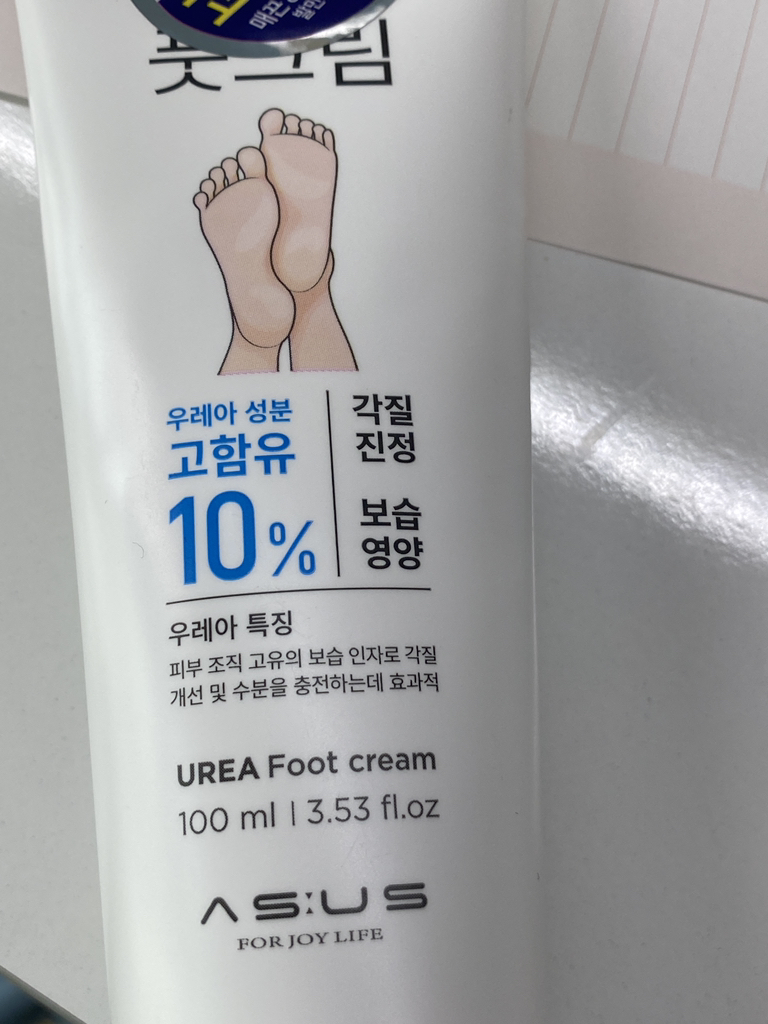 매끈
발
풋크림
우레아 성분
고함유
10%
각질
진정
보습
영양
우레아 특징
피부 조직 고유의 보습 인자로 각질
개선 및 수분을 충전하는데 효과적
UREA Foot cream
100 ml | 3.53 fl.oz
AS:US
FOR JOY LIFE